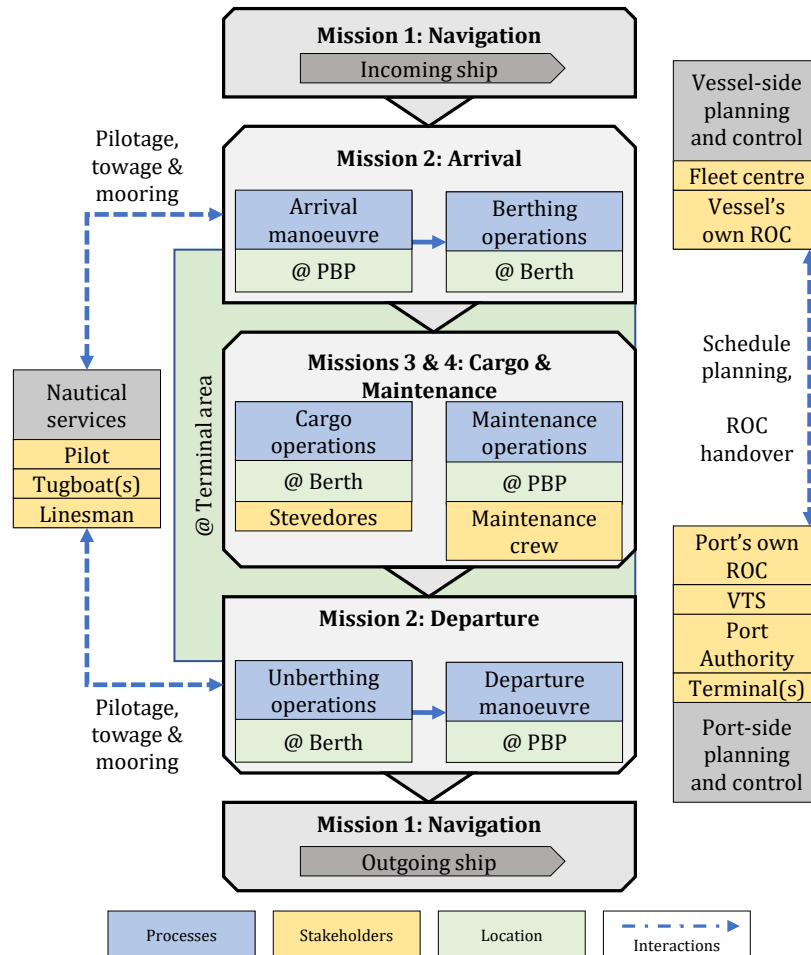 Mission 1: Navigation
Incoming ship
Pilotage,
towage &
mooring
Mission 2: Arrival
Arrival
manoeuvre
@ PBP
Berthing
operations
@ Berth
Vessel-side
planning
and control
Fleet centre
Vessel's
own ROC
@ Terminal area
Missions 3 & 4: Cargo &
Maintenance
Cargo
operations
@ Berth
Stevedores
Maintenance
operations
@ PBP
Maintenance
crew
Schedule
planning,
ROC
handover
Nautical
services
Pilot
Tugboat(s)
Linesman
Port's own
ROC
VTS
Port
Authority
Terminal(s)
Port-side
planning
and control
Mission 2: Departure
Unberthing
operations
@ Berth
Departure
manoeuvre
@ PBP
Pilotage,
towage &
mooring
Mission 1: Navigation
Outgoing ship
Processes
Stakeholders
Location
Interactions